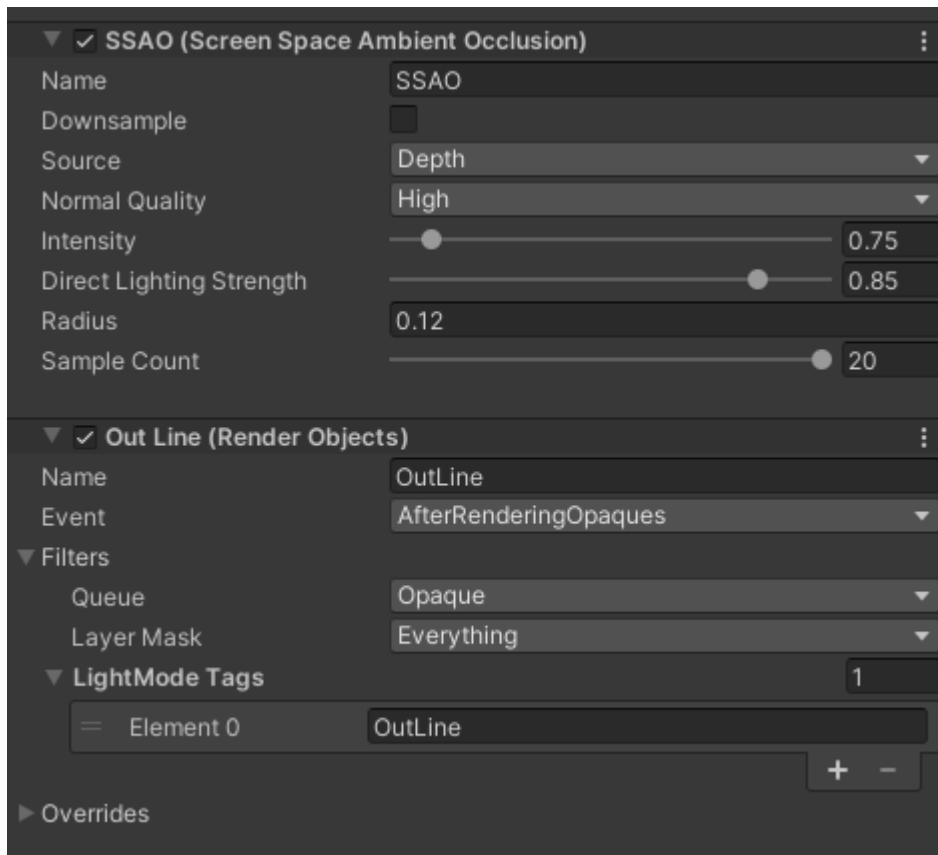 SSAO (Screen Space Ambient Occlusion)
Name SSAO
Downsample
Source Depth
Normal Quality High
Intensity 0.75
Direct Lighting Strength 0.85
Radius 0.12
Sample Count 20
Out Line (Render Objects)
Name OutLine
Event AfterRenderingOpaques
Filters
Queue Opaque
Layer Mask Everything
LightMode Tags 1
Element 0 OutLine
+ −
Overrides